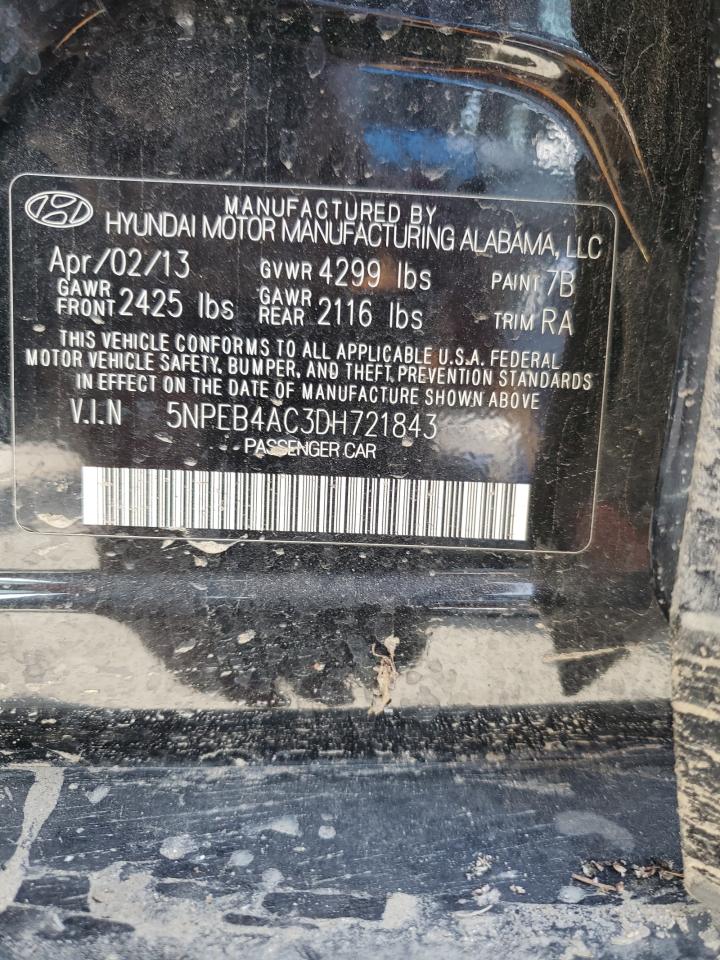 MANUFACTURED BY
HYUNDAI MOTOR MANUFACTURING ALABAMA, LLC
Apr/02/13 GVWR 4299 lbs PAINT 7B
GAWR FRONT 2425 lbs GAWR REAR 2116 lbs TRIM RA
THIS VEHICLE CONFORMS TO ALL APPLICABLE U.S.A. FEDERAL
MOTOR VEHICLE SAFETY, BUMPER, AND THEFT PREVENTION STANDARDS
IN EFFECT ON THE DATE OF MANUFACTURE SHOWN ABOVE
V.I.N 5NPEB4AC3DH721843
PASSENGER CAR